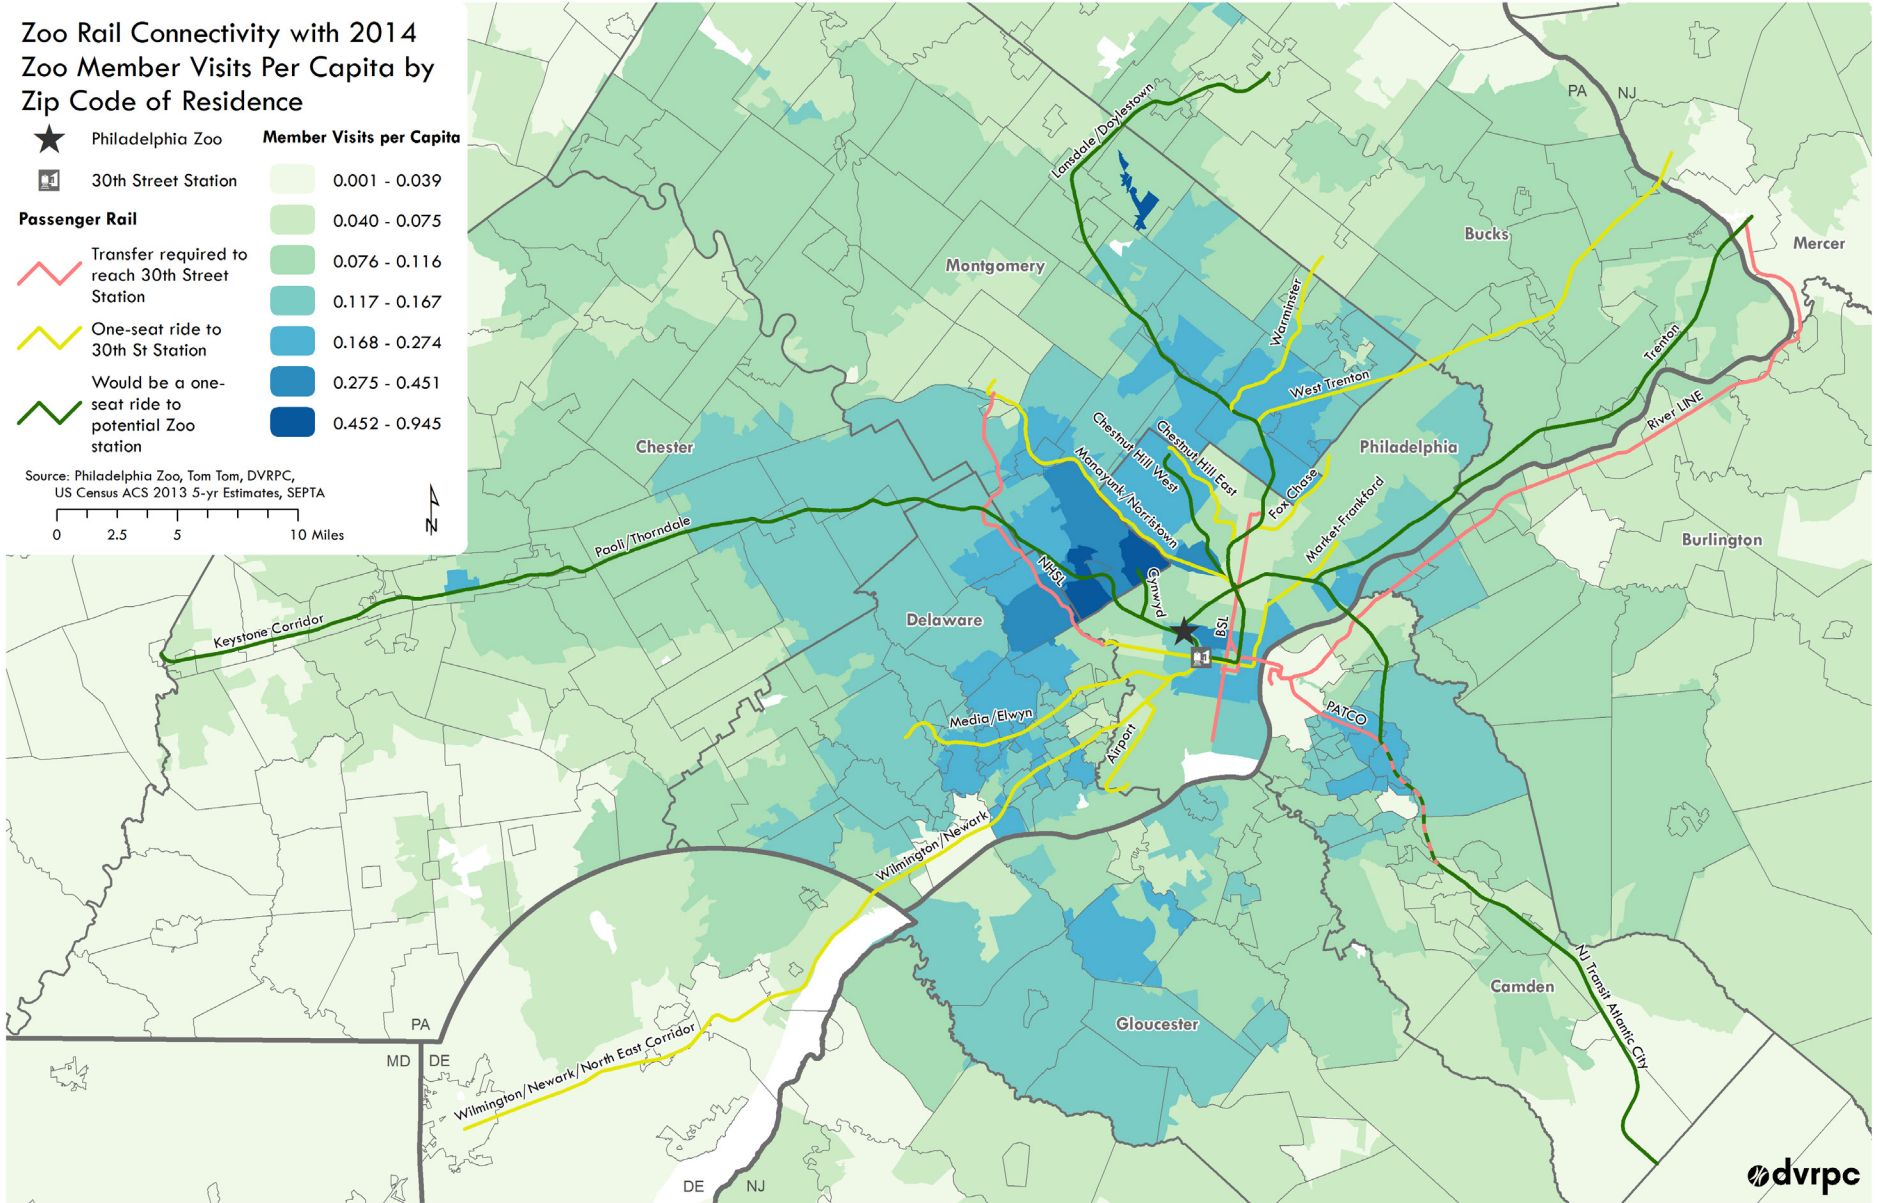 Zoo Rail Connectivity with 2014
Zoo Member Visits Per Capita by
Zip Code of Residence
Philadelphia Zoo
30th Street Station
Passenger Rail
Transfer required to
reach 30th Street
Station
One-seat ride to
30th St Station
Would be a one-
seat ride to
potential Zoo
station
Member Visits per Capita
0.001 - 0.039
0.040 - 0.075
0.076 - 0.116
0.117 - 0.167
0.168 - 0.274
0.275 - 0.451
0.452 - 0.945
Source: Philadelphia Zoo, Tom Tom, DVRPC,
US Census ACS 2013 5-yr Estimates, SEPTA
0 2.5 5 10 Miles
N
PA NJ
Lansdale/Doylestown
Bucks
Mercer
Montgomery
Warminster
Trenton
West Trenton
River LINE
Chester
Philadelphia
Chestnut Hill West
Chestnut Hill East
Manayunk/Norristown
Fox Chase
Market-Frankford
Paoli/Thorndale
Burlington
NHSL
Cynwyd
Keystone Corridor
Delaware
BSL
Media/Elwyn
PATCO
Airport
Wilmington/Newark
NJ Transit Atlantic City
Camden
Gloucester
PA
MD DE
Wilmington/Newark/North East Corridor
DE NJ
dvrpc